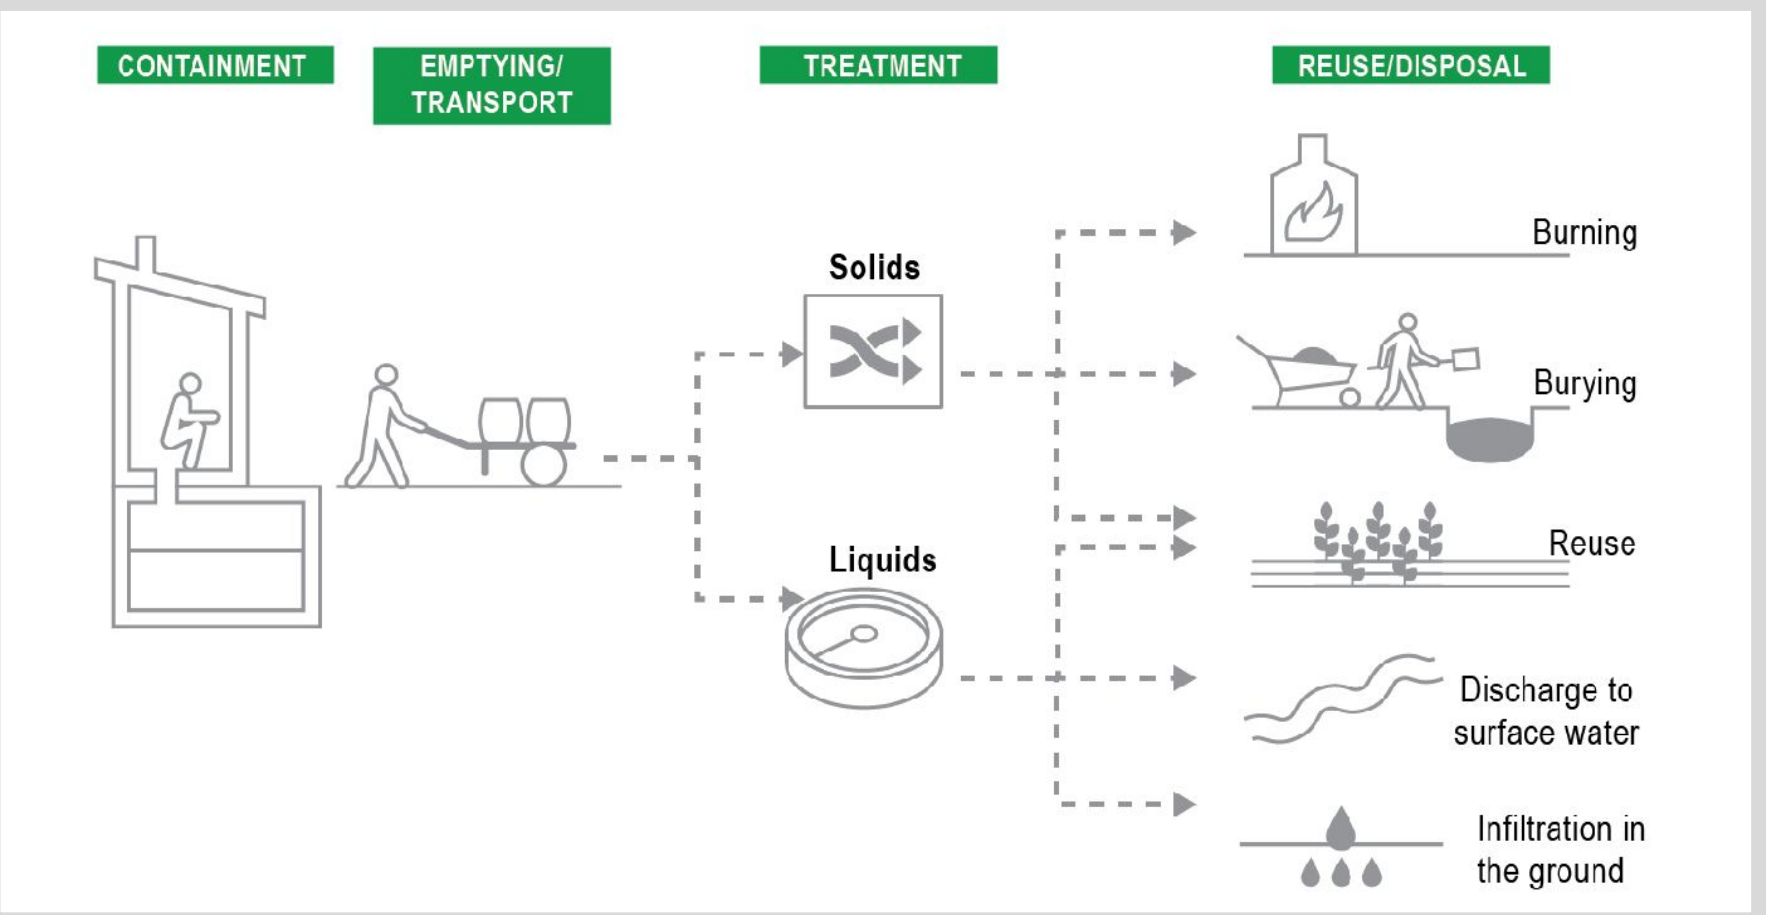 CONTAINMENT
EMPTYING/
TRANSPORT
TREATMENT
REUSE/DISPOSAL
Solids
Liquids
Burning
Burying
Reuse
Discharge to
surface water
Infiltration in
the ground